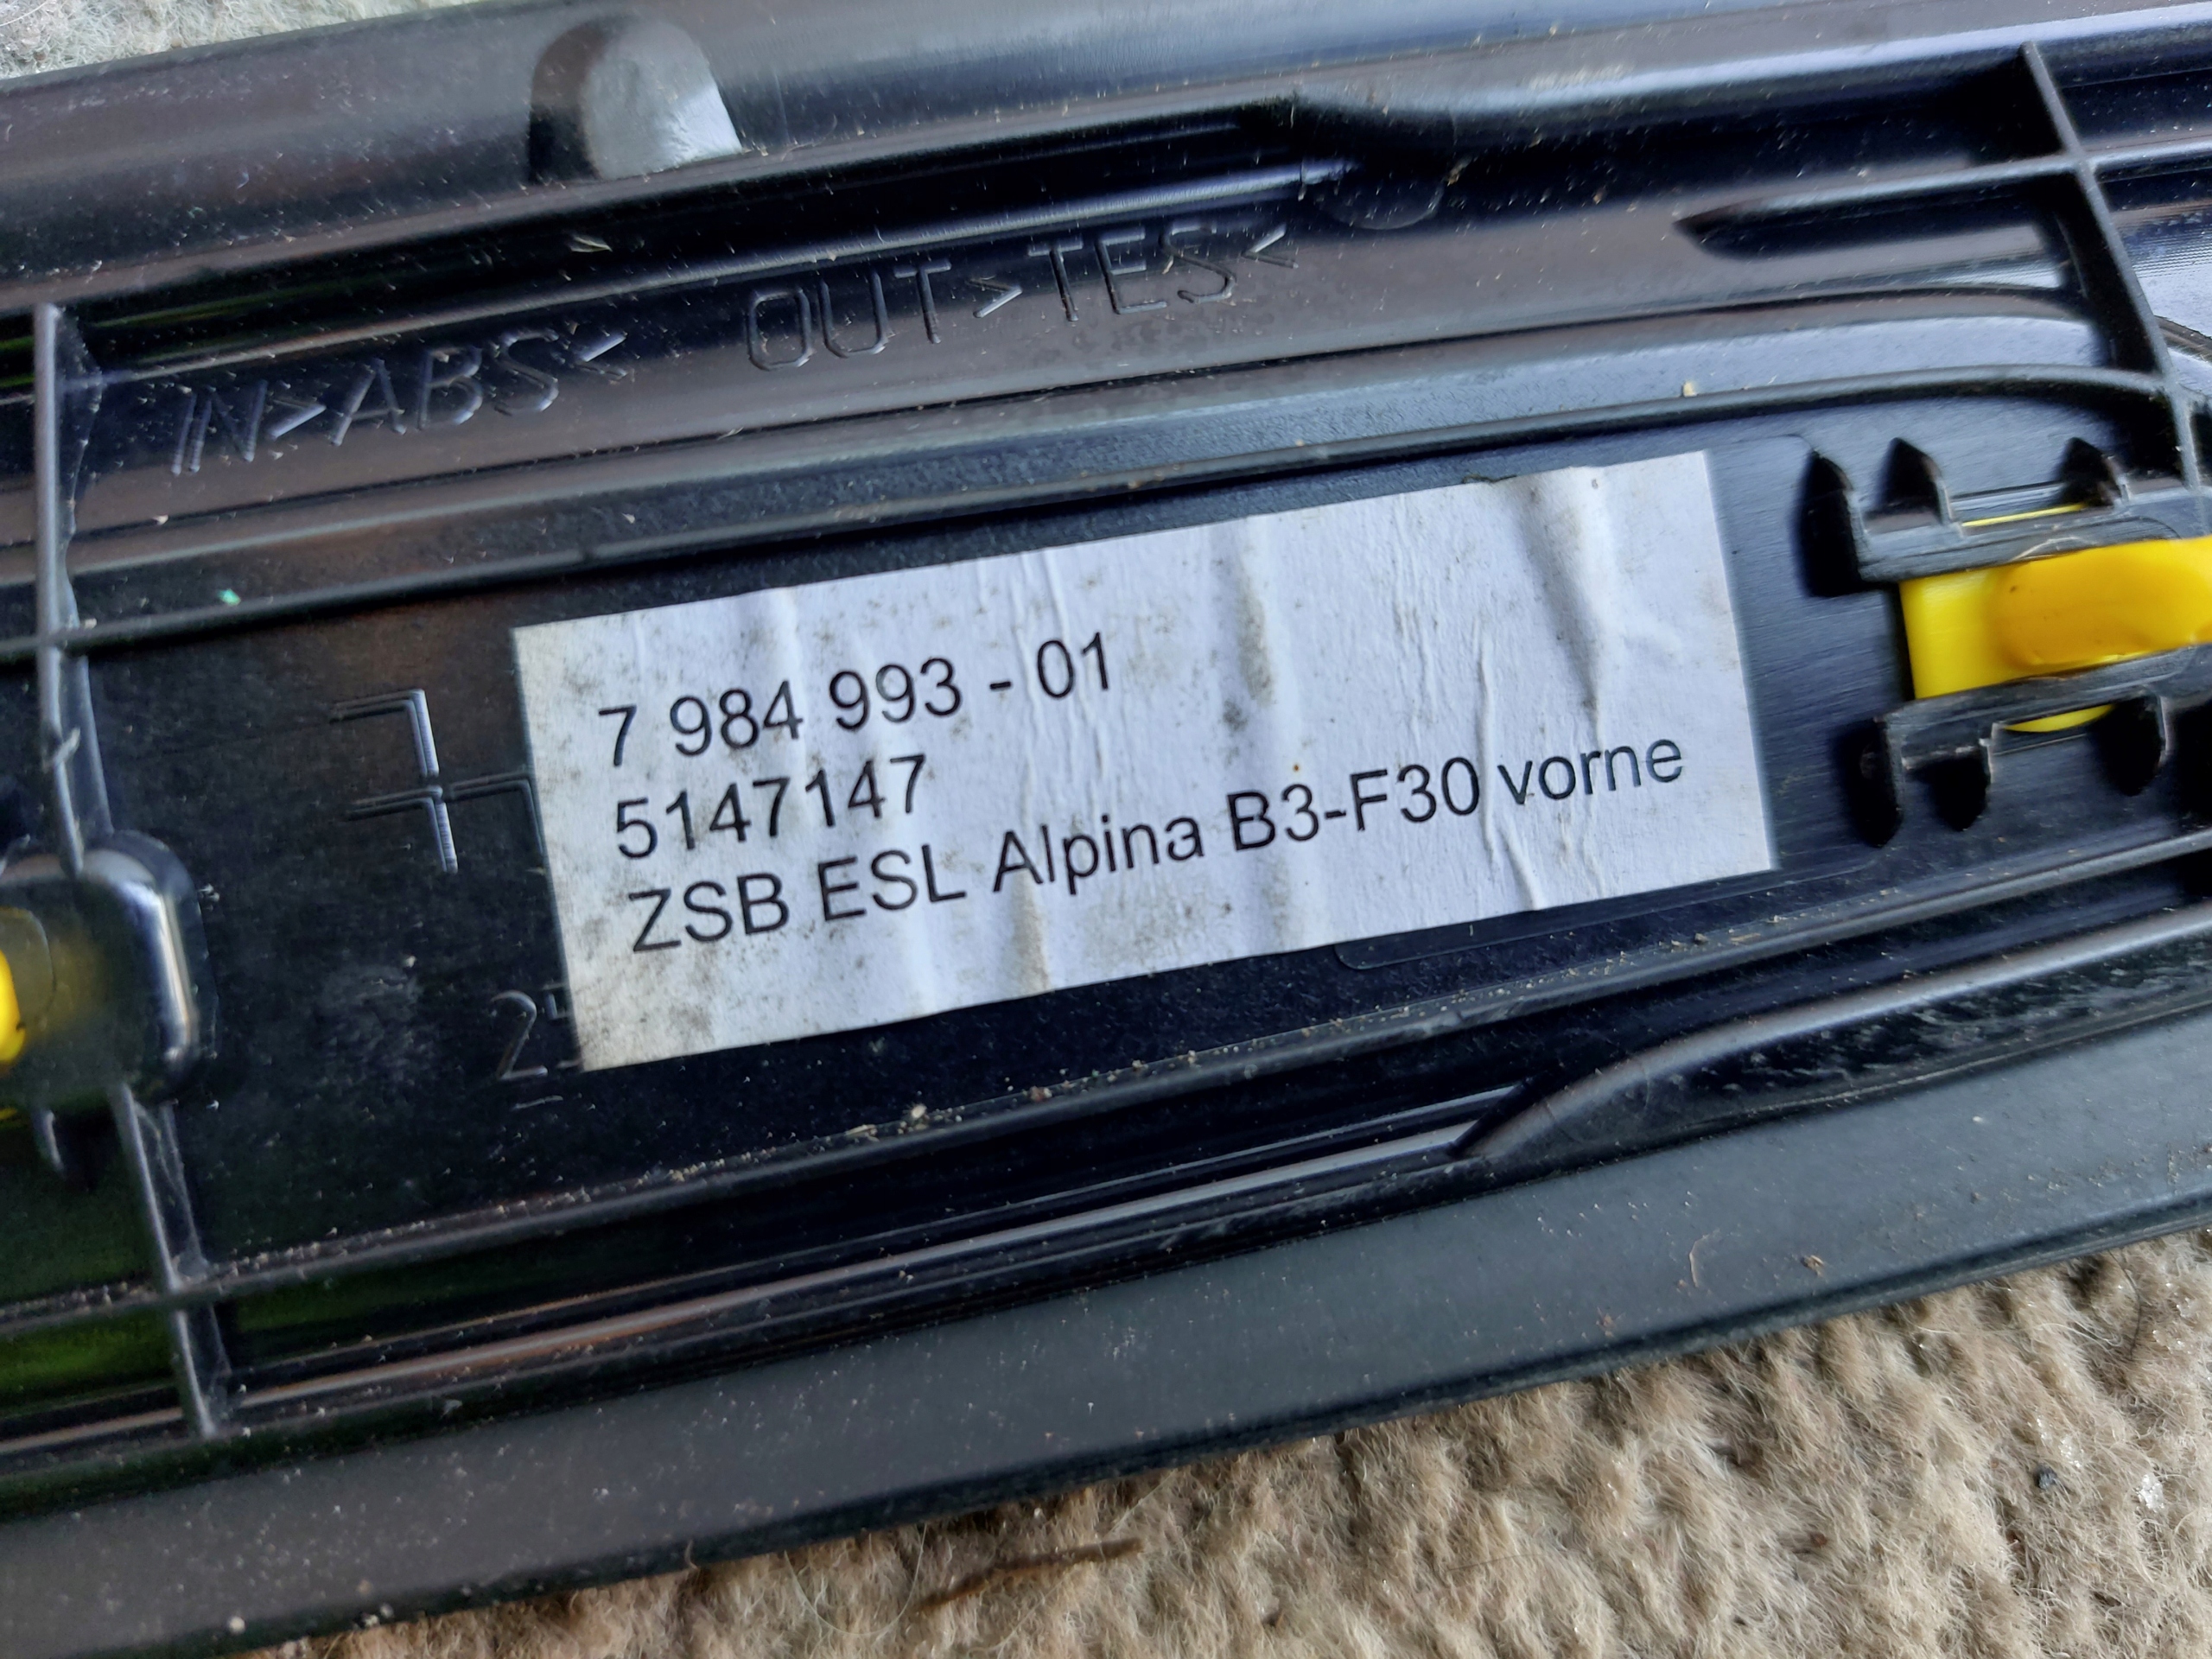 IN>ABS< OUT>TES<
7 984 993 - 01
5147147
ZSB ESL Alpina B3-F30 vorne